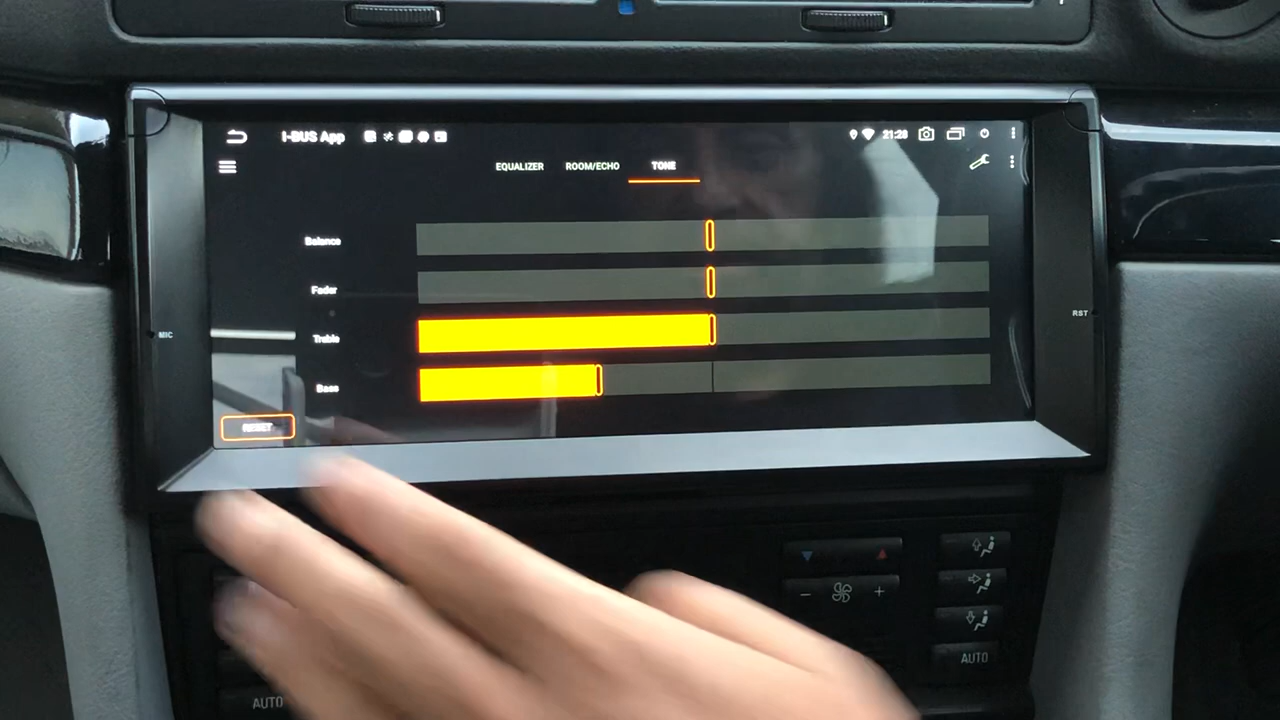 I-BUS App 21:28
EQUALIZER ROOM/ECHO TONE
Balance
Fader
MIC
RST
Treble
Bass
RESET
- +
AUTO
AUTO